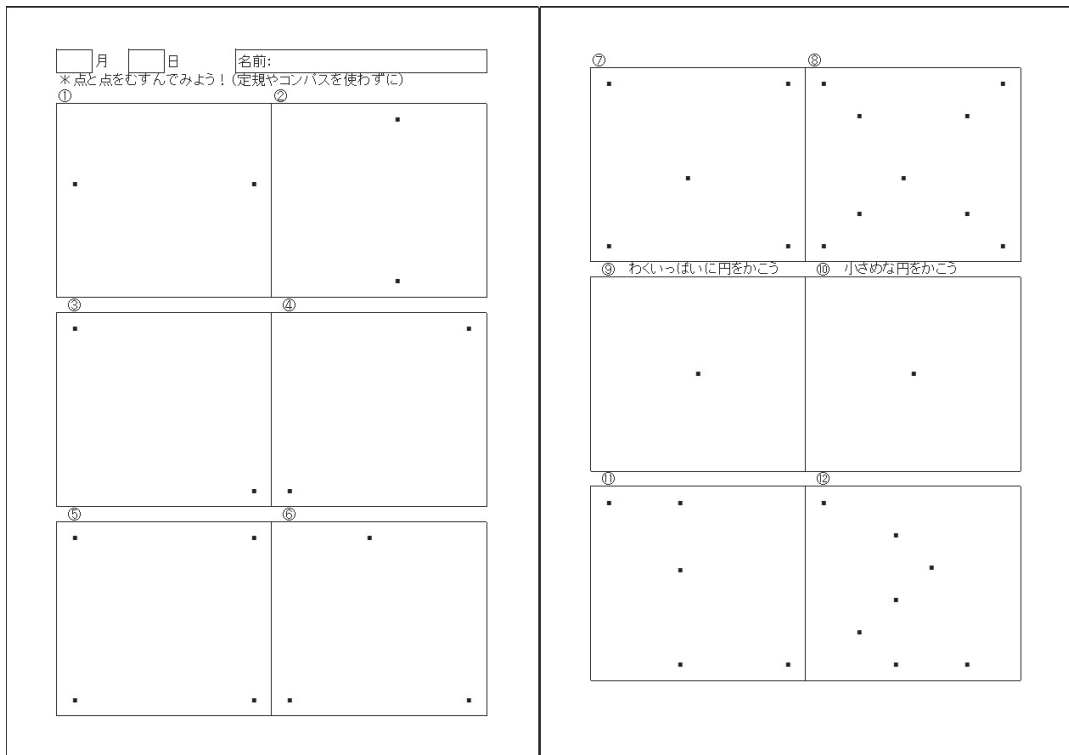 月 日 名前:
＊点と点をむすんでみよう！(定規やコンパスを使わずに)
① ②
③ ④
⑤ ⑥
⑦ ⑧
⑨ わくいっぱいに円をかこう ⑩ 小さめな円をかこう
⑪ ⑫